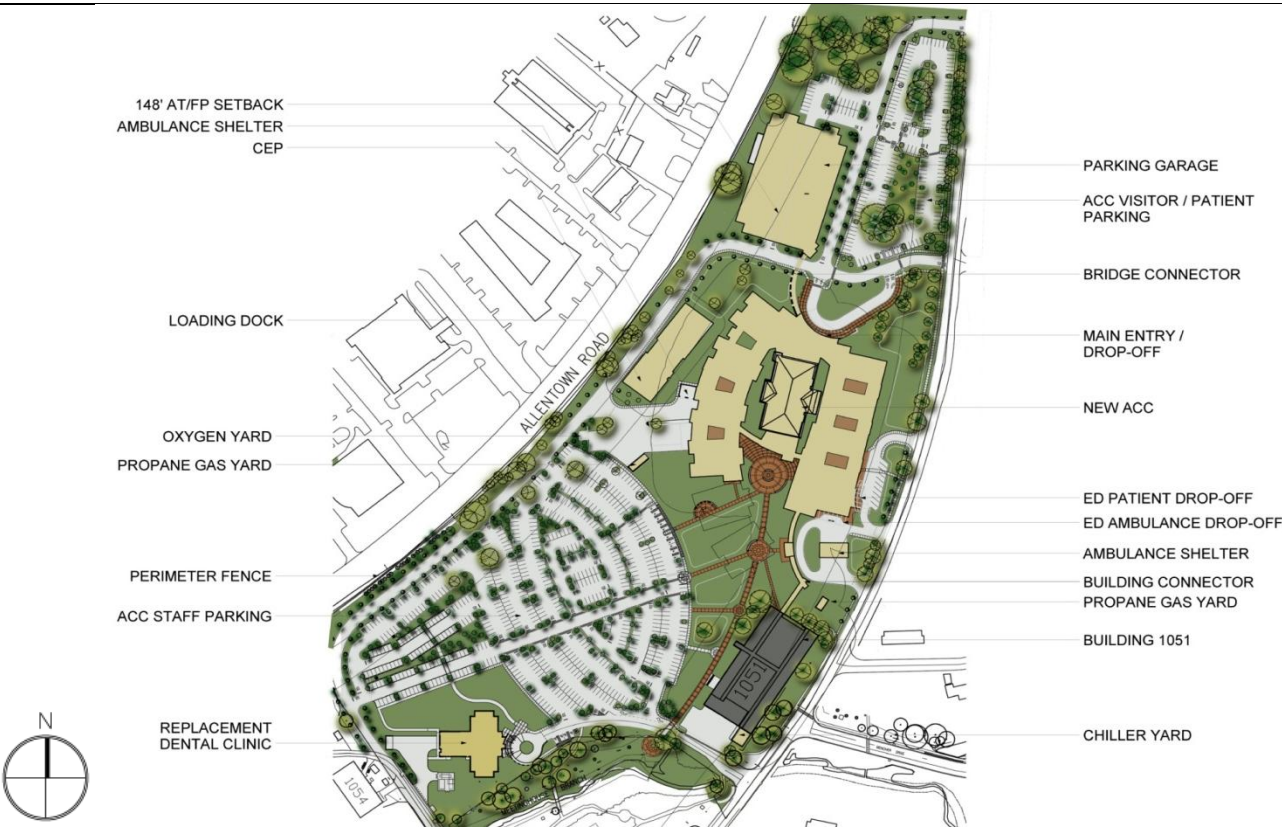 148' AT/FP SETBACK
AMBULANCE SHELTER
CEP
LOADING DOCK
OXYGEN YARD
PROPANE GAS YARD
PERIMETER FENCE
ACC STAFF PARKING
REPLACEMENT
DENTAL CLINIC
N
ALLENTOWN ROAD
1051
1054
PARKING GARAGE
ACC VISITOR / PATIENT
PARKING
BRIDGE CONNECTOR
MAIN ENTRY /
DROP-OFF
NEW ACC
ED PATIENT DROP-OFF
ED AMBULANCE DROP-OFF
AMBULANCE SHELTER
BUILDING CONNECTOR
PROPANE GAS YARD
BUILDING 1051
CHILLER YARD